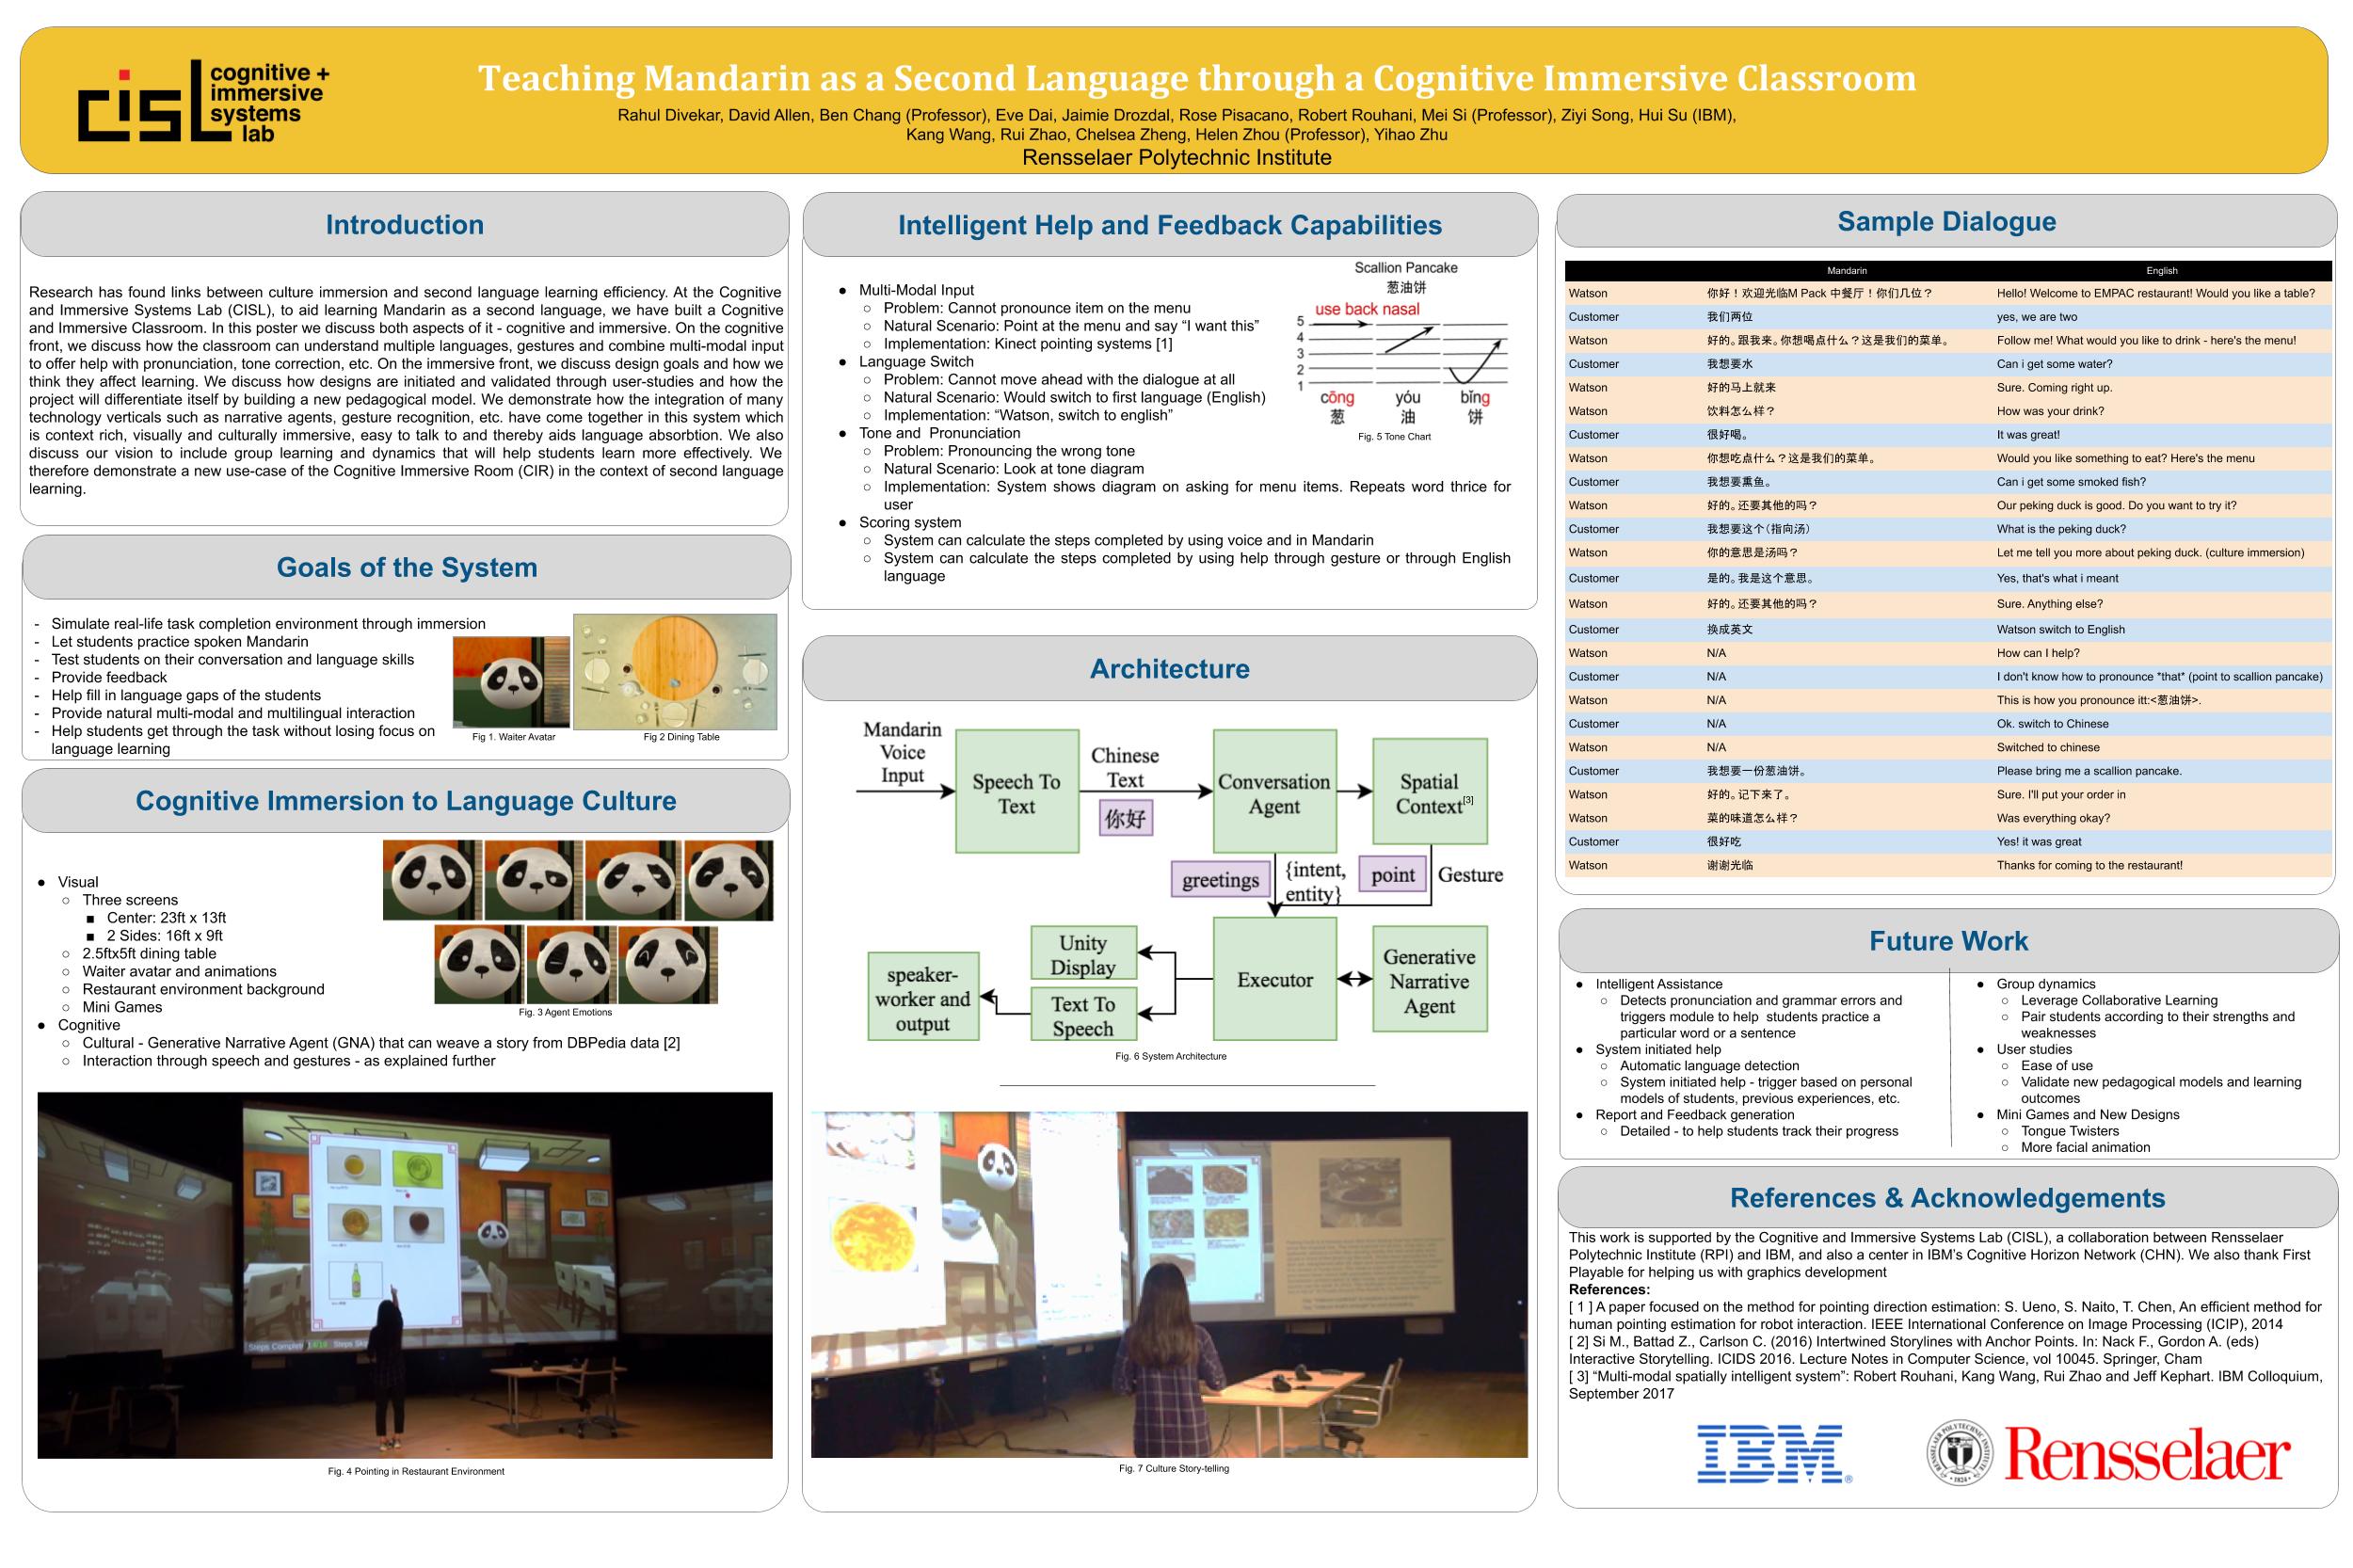 cognitive +
immersive
systems
lab
cisl
Teaching Mandarin as a Second Language through a Cognitive Immersive Classroom
Rahul Divekar, David Allen, Ben Chang (Professor), Eve Dai, Jaimie Drozdal, Rose Pisacano, Robert Rouhani, Mei Si (Professor), Ziyi Song, Hui Su (IBM),
Kang Wang, Rui Zhao, Chelsea Zheng, Helen Zhou (Professor), Yihao Zhu
Rensselaer Polytechnic Institute
Introduction
Research has found links between culture immersion and second language learning efficiency. At the Cognitive
and Immersive Systems Lab (CISL), to aid learning Mandarin as a second language, we have built a Cognitive
and Immersive Classroom. In this poster we discuss both aspects of it - cognitive and immersive. On the cognitive
front, we discuss how the classroom can understand multiple languages, gestures and combine multi-modal input
to offer help with pronunciation, tone correction, etc. On the immersive front, we discuss design goals and how we
think they affect learning. We discuss how designs are initiated and validated through user-studies and how the
project will differentiate itself by building a new pedagogical model. We demonstrate how the integration of many
technology verticals such as narrative agents, gesture recognition, etc. have come together in this system which
is context rich, visually and culturally immersive, easy to talk to and thereby aids language absorbtion. We also
discuss our vision to include group learning and dynamics that will help students learn more effectively. We
therefore demonstrate a new use-case of the Cognitive Immersive Room (CIR) in the context of second language
learning.
Goals of the System
- Simulate real-life task completion environment through immersion
- Let students practice spoken Mandarin
- Test students on their conversation and language skills
- Provide feedback
- Help fill in language gaps of the students
- Provide natural multi-modal and multilingual interaction
- Help students get through the task without losing focus on
language learning
Fig 1. Waiter Avatar
Fig 2 Dining Table
Cognitive Immersion to Language Culture
● Visual
○ Three screens
■ Center: 23ft x 13ft
■ 2 Sides: 16ft x 9ft
○ 2.5ftx5ft dining table
○ Waiter avatar and animations
○ Restaurant environment background
○ Mini Games
● Cognitive
○ Cultural - Generative Narrative Agent (GNA) that can weave a story from DBPedia data [2]
○ Interaction through speech and gestures - as explained further
Fig. 3 Agent Emotions
Fig. 4 Pointing in Restaurant Environment
Intelligent Help and Feedback Capabilities
● Multi-Modal Input
○ Problem: Cannot pronounce item on the menu
○ Natural Scenario: Point at the menu and say “I want this”
○ Implementation: Kinect pointing systems [1]
● Language Switch
○ Problem: Cannot move ahead with the dialogue at all
○ Natural Scenario: Would switch to first language (English)
○ Implementation: “Watson, switch to english”
● Tone and Pronunciation
○ Problem: Pronouncing the wrong tone
○ Natural Scenario: Look at tone diagram
○ Implementation: System shows diagram on asking for menu items. Repeats word thrice for
user
● Scoring system
○ System can calculate the steps completed by using voice and in Mandarin
○ System can calculate the steps completed by using help through gesture or through English
language
Scallion Pancake
葱油饼
use back nasal
5
4
3
2
1
cōng yóu bǐng
葱 油 饼
Fig. 5 Tone Chart
Architecture
Mandarin
Voice
Input
Speech To
Text
Chinese
Text
你好
Conversation
Agent
Spatial
Context[3]
greetings
{intent,
entity}
point
Gesture
Unity
Display
speaker-
worker and
output
Text To
Speech
Executor
Generative
Narrative
Agent
Fig. 6 System Architecture
Fig. 7 Culture Story-telling
Sample Dialogue
Mandarin English
Watson 你好！欢迎光临M Pack 中餐厅！你们几位？ Hello! Welcome to EMPAC restaurant! Would you like a table?
Customer 我们两位 yes, we are two
Watson 好的。跟我来。你想喝点什么？这是我们的菜单。 Follow me! What would you like to drink - here's the menu!
Customer 我想要水 Can i get some water?
Watson 好的马上就来 Sure. Coming right up.
Watson 饮料怎么样？ How was your drink?
Customer 很好喝。 It was great!
Watson 你想吃点什么？这是我们的菜单。 Would you like something to eat? Here's the menu
Customer 我想要熏鱼。 Can i get some smoked fish?
Watson 好的。还要其他的吗？ Our peking duck is good. Do you want to try it?
Customer 我想要这个（指向汤） What is the peking duck?
Watson 你的意思是汤吗？ Let me tell you more about peking duck. (culture immersion)
Customer 是的。我是这个意思。 Yes, that's what i meant
Watson 好的。还要其他的吗？ Sure. Anything else?
Customer 换成英文 Watson switch to English
Watson N/A How can I help?
Customer N/A I don't know how to pronounce *that* (point to scallion pancake)
Watson N/A This is how you pronounce itt:<葱油饼>.
Customer N/A Ok. switch to Chinese
Watson N/A Switched to chinese
Customer 我想要一份葱油饼。 Please bring me a scallion pancake.
Watson 好的。记下来了。 Sure. I'll put your order in
Watson 菜的味道怎么样？ Was everything okay?
Customer 很好吃 Yes! it was great
Watson 谢谢光临 Thanks for coming to the restaurant!
Future Work
● Intelligent Assistance
○ Detects pronunciation and grammar errors and
triggers module to help students practice a
particular word or a sentence
● System initiated help
○ Automatic language detection
○ System initiated help - trigger based on personal
models of students, previous experiences, etc.
● Report and Feedback generation
○ Detailed - to help students track their progress
● Group dynamics
○ Leverage Collaborative Learning
○ Pair students according to their strengths and
weaknesses
● User studies
○ Ease of use
○ Validate new pedagogical models and learning
outcomes
● Mini Games and New Designs
○ Tongue Twisters
○ More facial animation
References & Acknowledgements
This work is supported by the Cognitive and Immersive Systems Lab (CISL), a collaboration between Rensselaer
Polytechnic Institute (RPI) and IBM, and also a center in IBM’s Cognitive Horizon Network (CHN). We also thank First
Playable for helping us with graphics development
References:
[ 1 ] A paper focused on the method for pointing direction estimation: S. Ueno, S. Naito, T. Chen, An efficient method for
human pointing estimation for robot interaction. IEEE International Conference on Image Processing (ICIP), 2014
[ 2] Si M., Battad Z., Carlson C. (2016) Intertwined Storylines with Anchor Points. In: Nack F., Gordon A. (eds)
Interactive Storytelling. ICIDS 2016. Lecture Notes in Computer Science, vol 10045. Springer, Cham
[ 3] “Multi-modal spatially intelligent system”: Robert Rouhani, Kang Wang, Rui Zhao and Jeff Kephart. IBM Colloquium,
September 2017
IBM®
Rensselaer